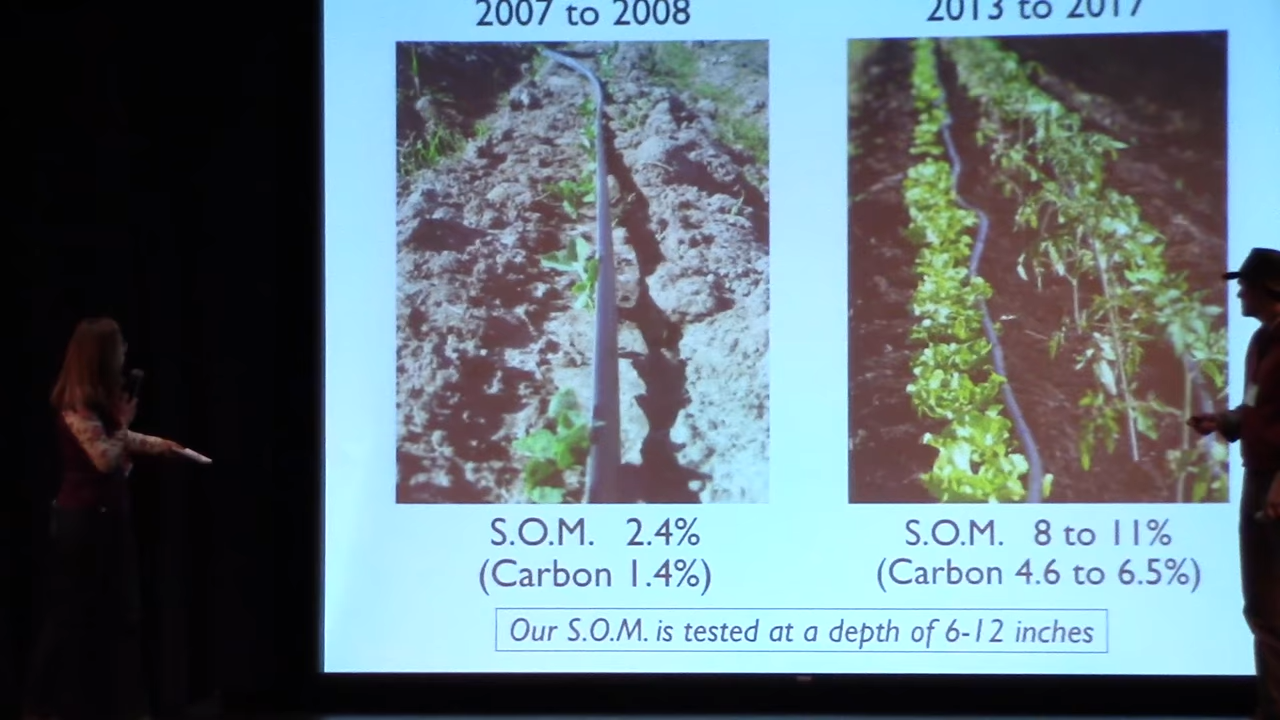 2007 to 2008
2013 to 2017
S.O.M. 2.4%
(Carbon 1.4%)
S.O.M. 8 to 11%
(Carbon 4.6 to 6.5%)
Our S.O.M. is tested at a depth of 6-12 inches